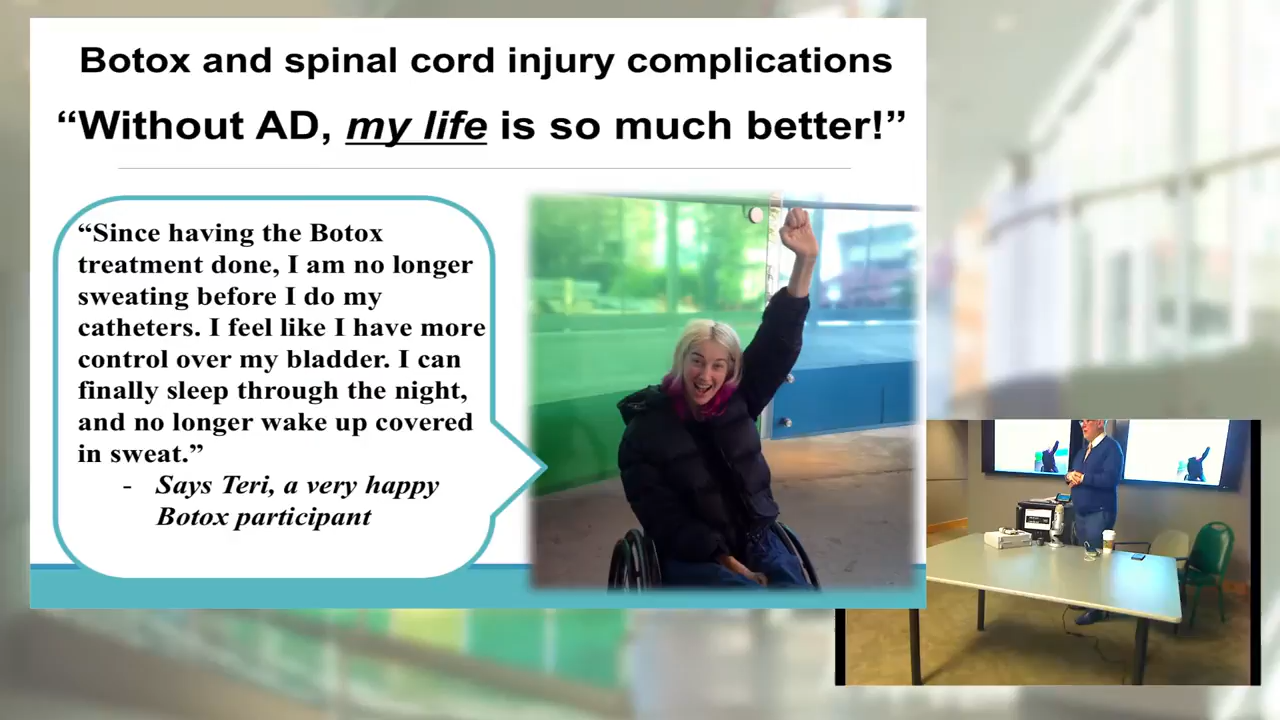 Botox and spinal cord injury complications
“Without AD, my life is so much better!”
“Since having the Botox
treatment done, I am no longer
sweating before I do my
catheters. I feel like I have more
control over my bladder. I can
finally sleep through the night,
and no longer wake up covered
in sweat.”
- Says Teri, a very happy
Botox participant